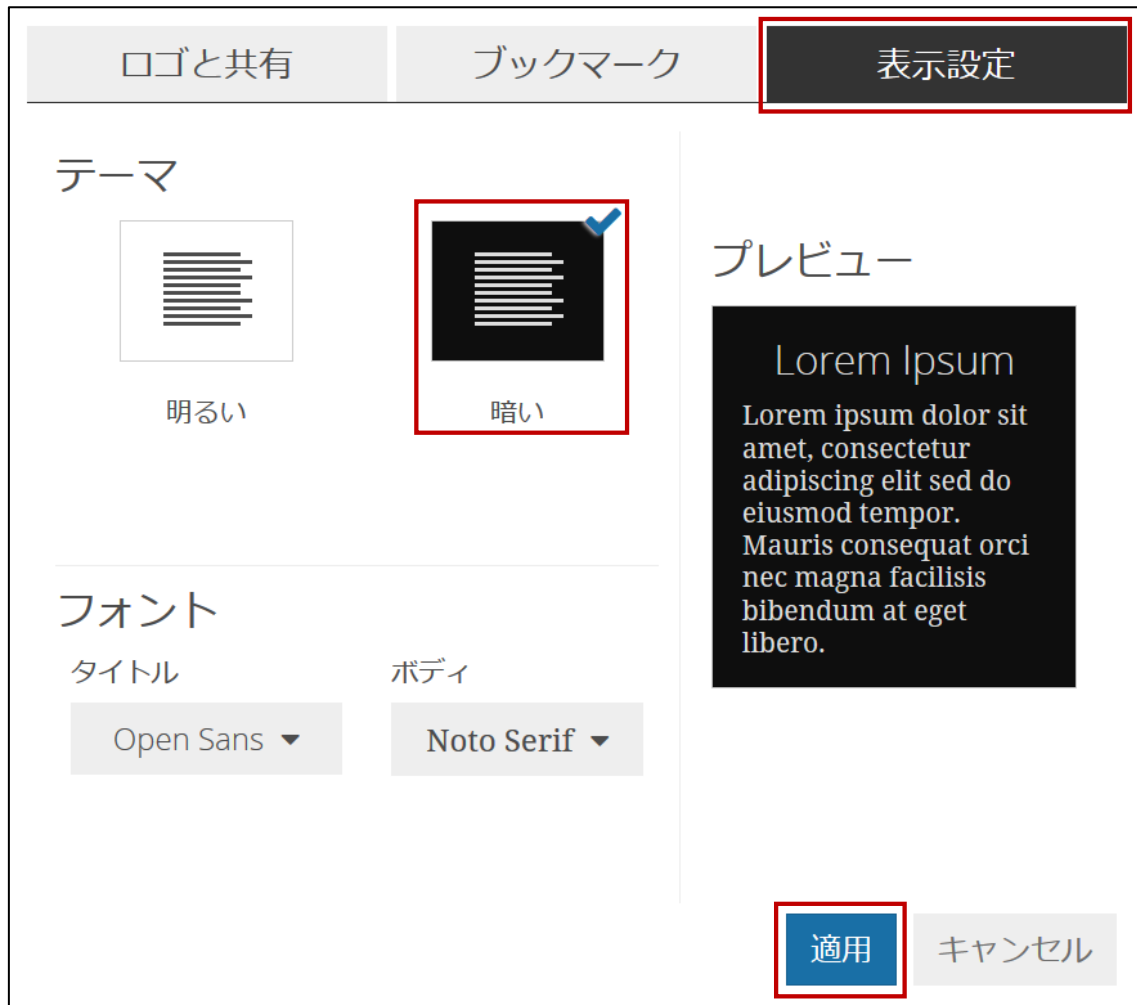 ロゴと共有
ブックマーク
表示設定
テーマ
明るい
暗い
フォント
タイトル
ボディ
Open Sans
Noto Serif
プレビュー
Lorem Ipsum
Lorem ipsum dolor sit
amet, consectetur
adipiscing elit sed do
eiusmod tempor.
Mauris consequat orci
nec magna facilisis
bibendum at eget
libero.
適用
キャンセル